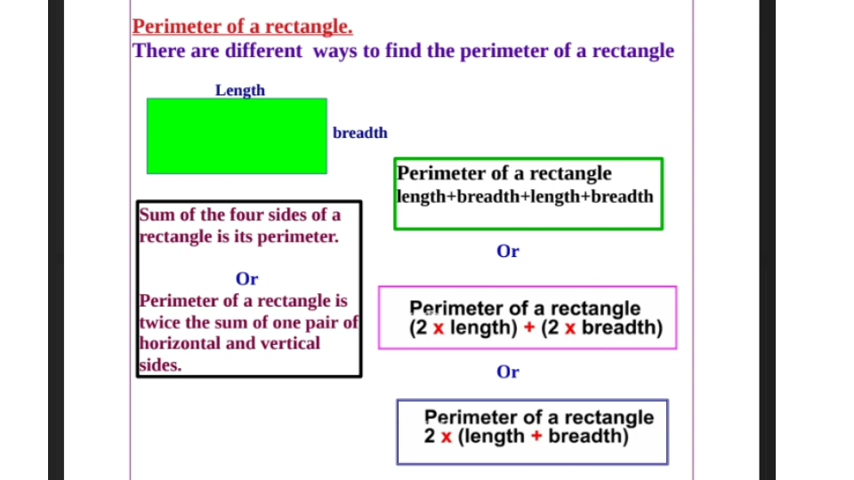 Perimeter of a rectangle.
There are different  ways to find the perimeter of a rectangle
Length
breadth
Sum of the four sides of a
rectangle is its perimeter.
Or
Perimeter of a rectangle is
twice the sum of one pair of
horizontal and vertical
sides.
Perimeter of a rectangle
length+breadth+length+breadth
Or
Perimeter of a rectangle
(2 x length) + (2 x breadth)
Or
Perimeter of a rectangle
2 x (length + breadth)